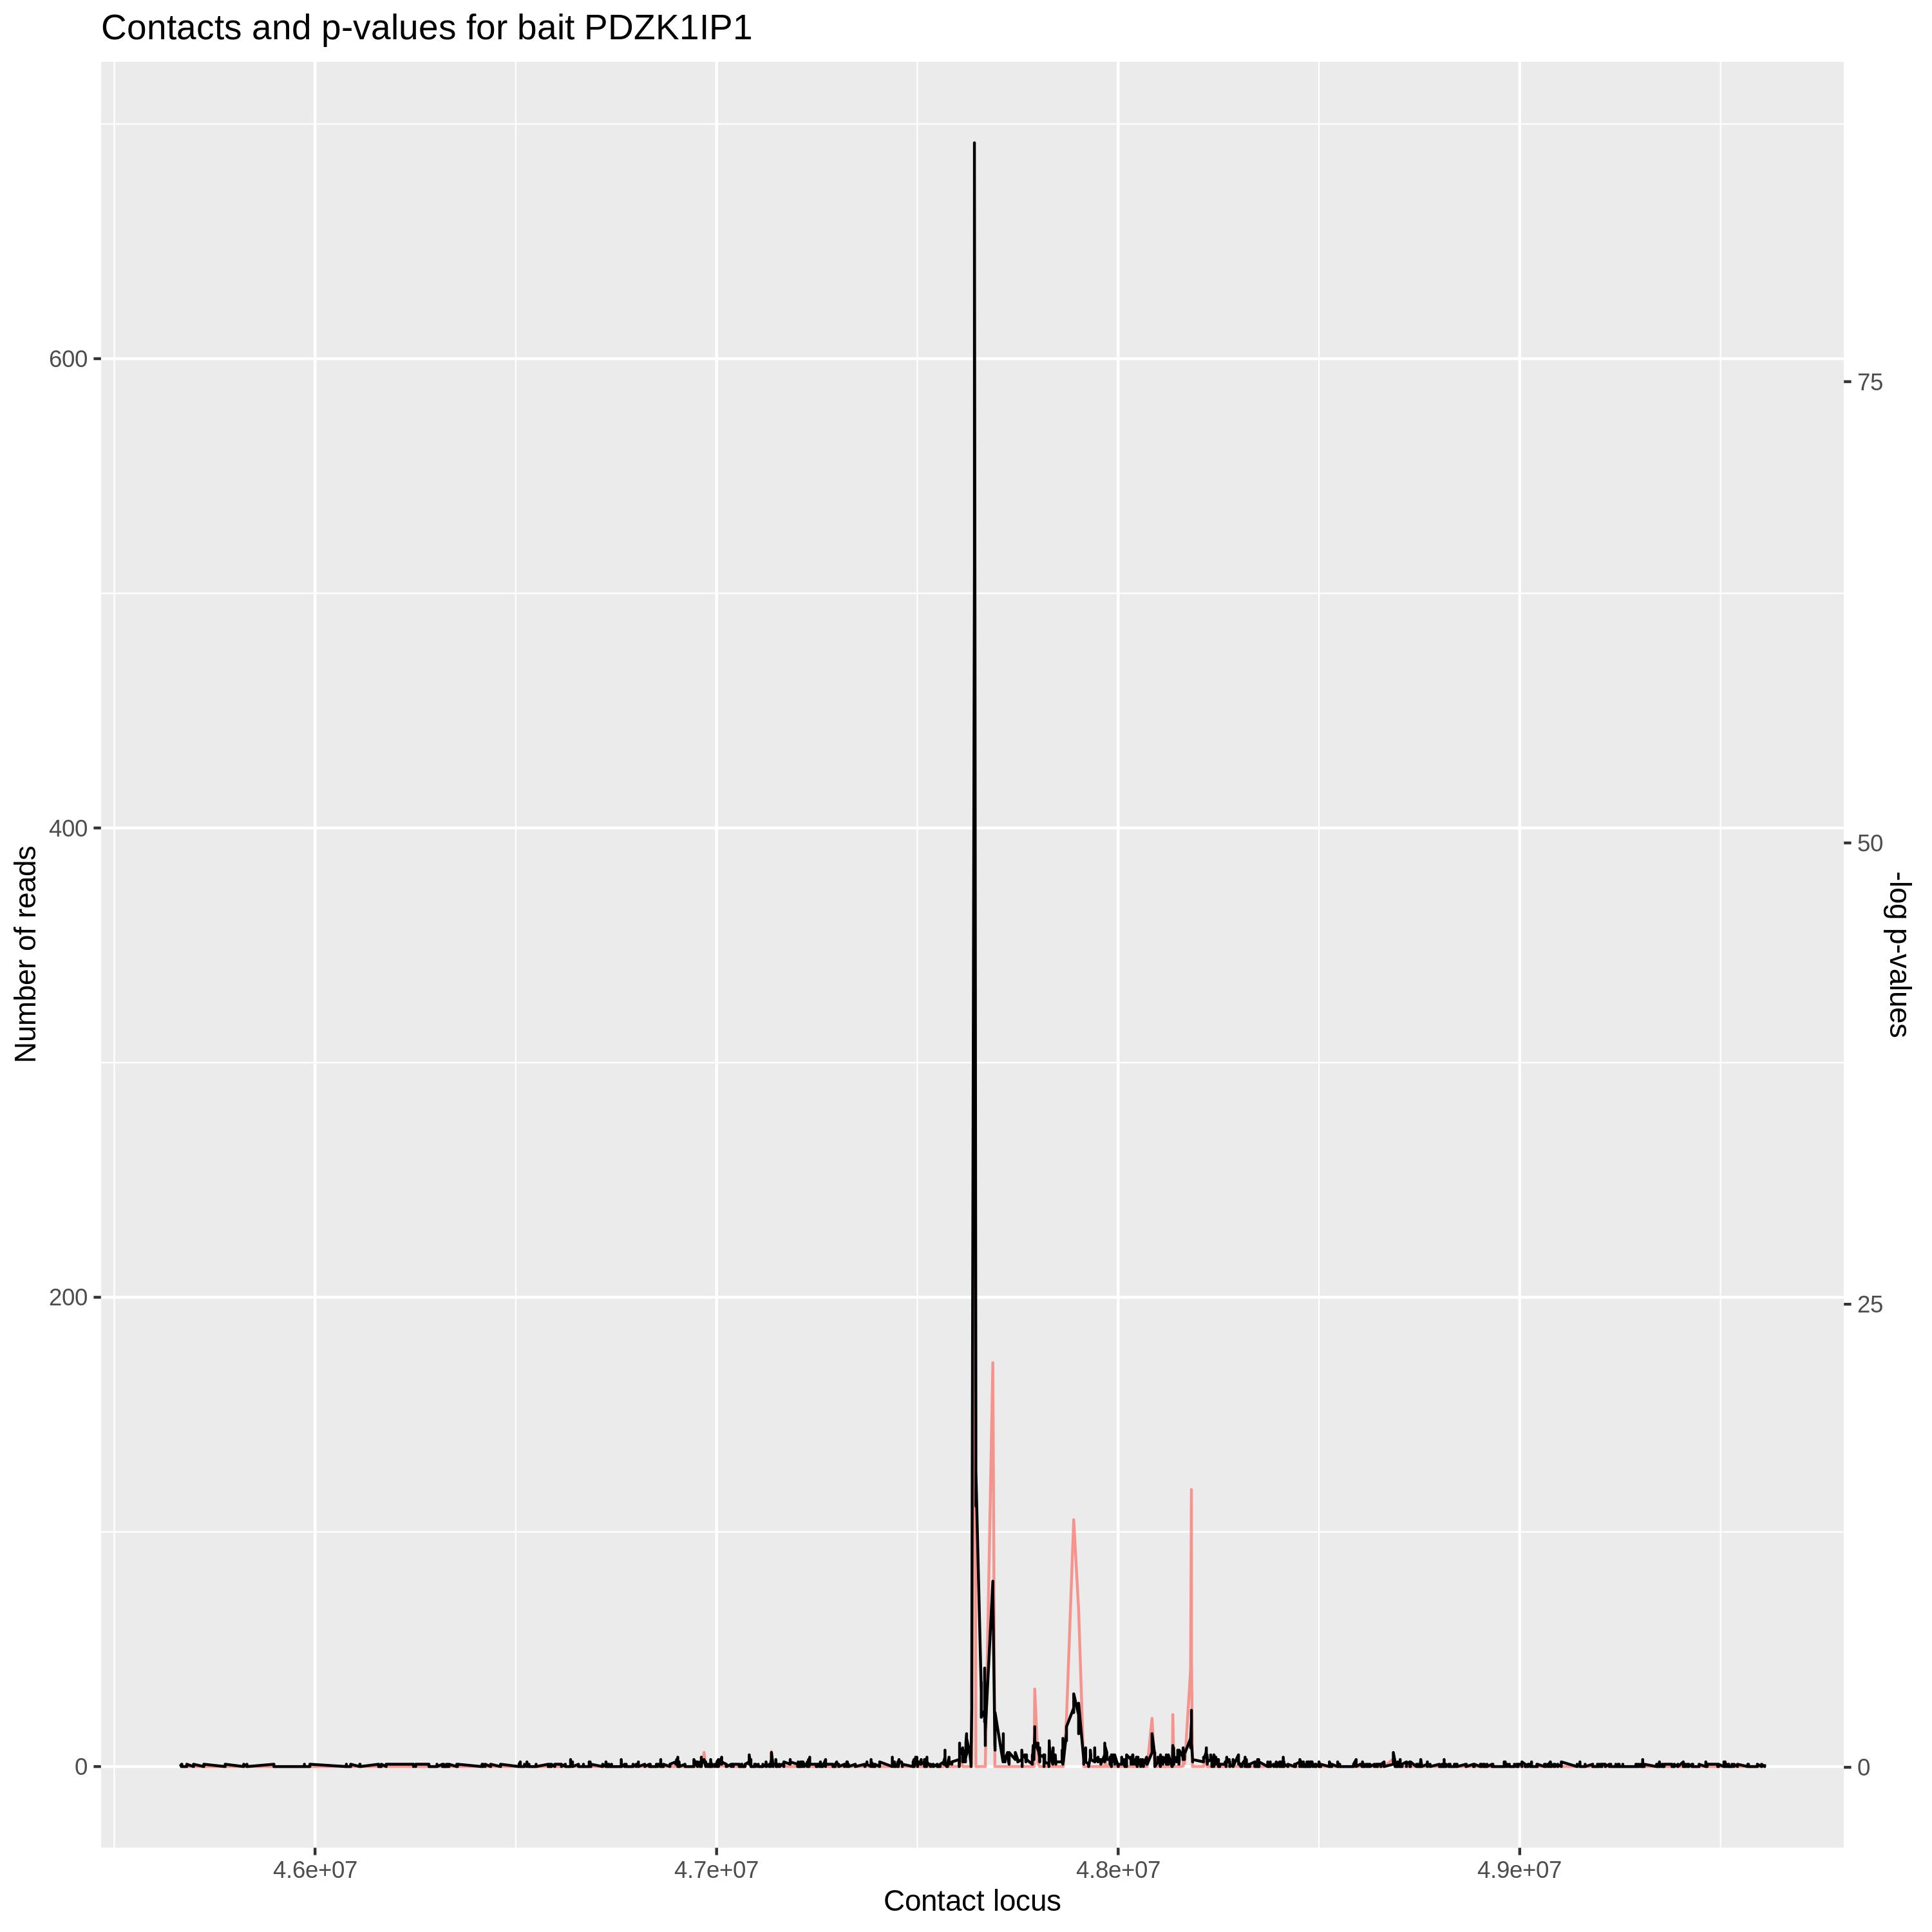 Contacts and p-values for bait PDZK1IP1
600
400
200
0
Number of reads
75
50
25
0
-log p-values
4.6e+07
4.7e+07
4.8e+07
4.9e+07
Contact locus